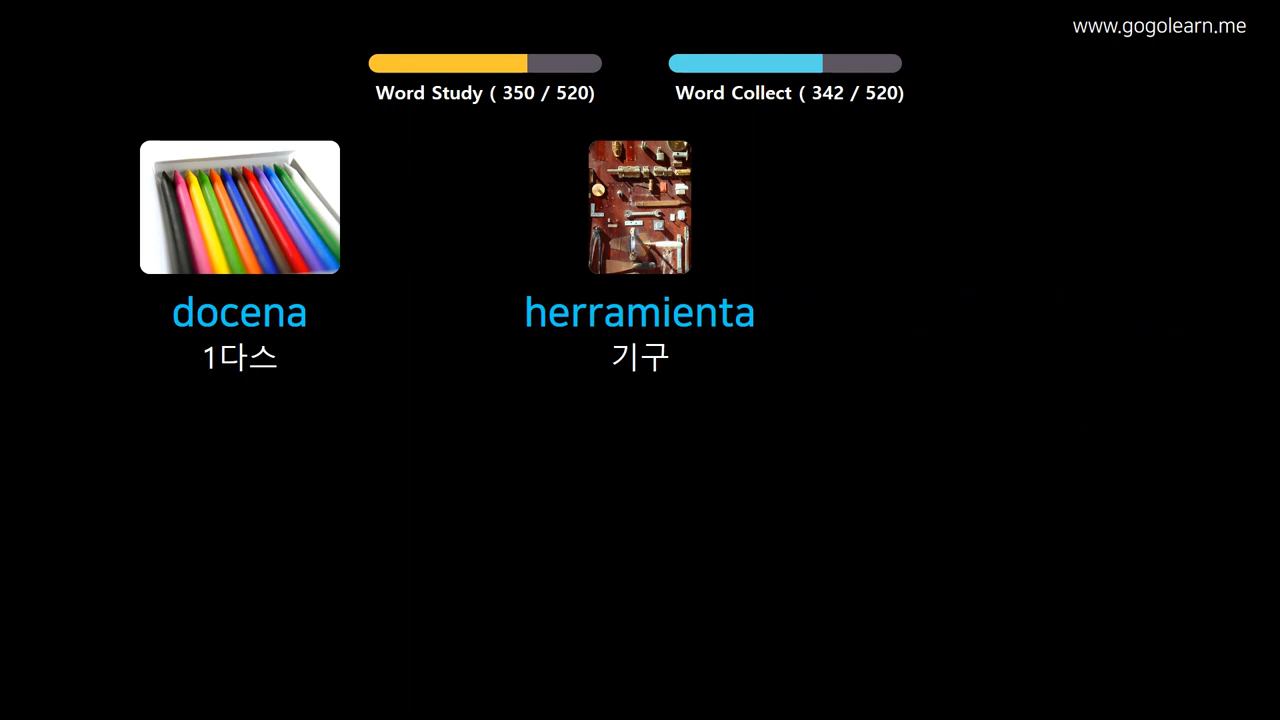 www.gogolearn.me
Word Study ( 350 / 520)
Word Collect ( 342 / 520)
docena
1다스
herramienta
기구